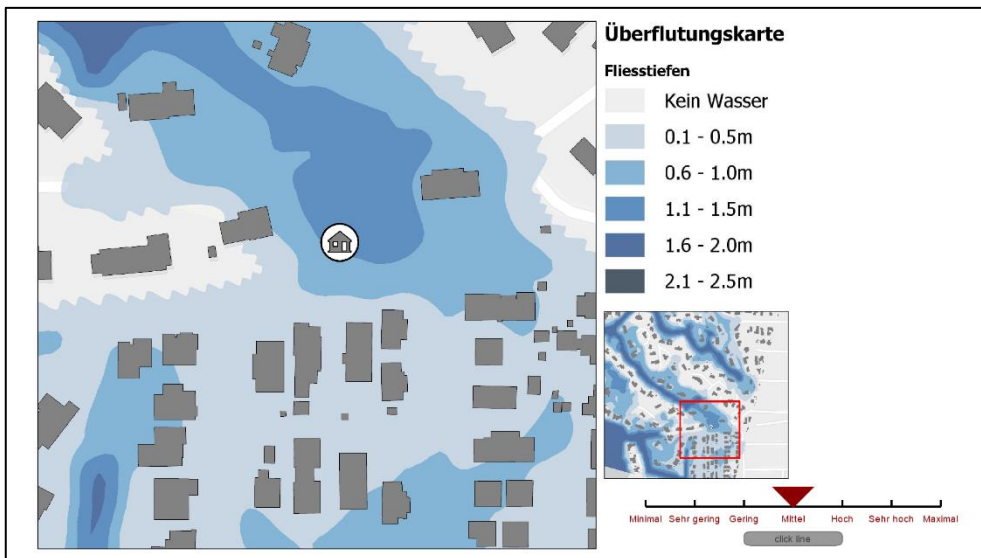 Überflutungskarte
Fliesstiefen
Kein Wasser
0.1 - 0.5m
0.6 - 1.0m
1.1 - 1.5m
1.6 - 2.0m
2.1 - 2.5m
Minimal Sehr gering Gering Mittel Hoch Sehr hoch Maximal
click line